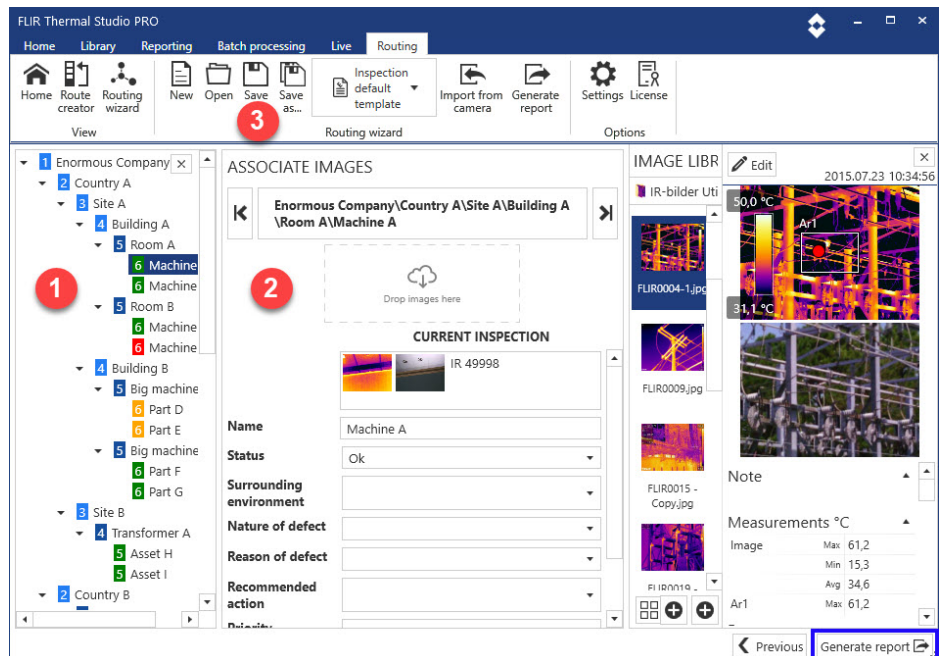 FLIR Thermal Studio PRO
Home Library Reporting Batch processing Live Routing
Home Route creator Routing wizard New Open Save Save as... Inspection default template Import from camera Generate report Settings License
View Routing wizard Options
3
1 Enormous Company
2 Country A
3 Site A
4 Building A
5 Room A
6 Machine
6 Machine
5 Room B
6 Machine
6 Machine
4 Building B
5 Big machine
6 Part D
6 Part E
5 Big machine
6 Part F
6 Part G
3 Site B
4 Transformer A
5 Asset H
5 Asset I
2 Country B
1
ASSOCIATE IMAGES
Enormous Company\Country A\Site A\Building A
\Room A\Machine A
2
Drop images here
CURRENT INSPECTION
IR 49998
Name Machine A
Status Ok
Surrounding
environment
Nature of defect
Reason of defect
Recommended
action
Priority
IMAGE LIBR
IR-bilder Uti
FLIR0004-1.jpg
FLIR0009.jpg
FLIR0015 -
Copy.jpg
FLIR0019 -
Edit
2015.07.23 10:34:56
50,0 °C
Ar1
31,1 °C
Note
Measurements °C
Image Max 61,2
Min 15,3
Avg 34,6
Ar1 Max 61,2
Previous Generate report